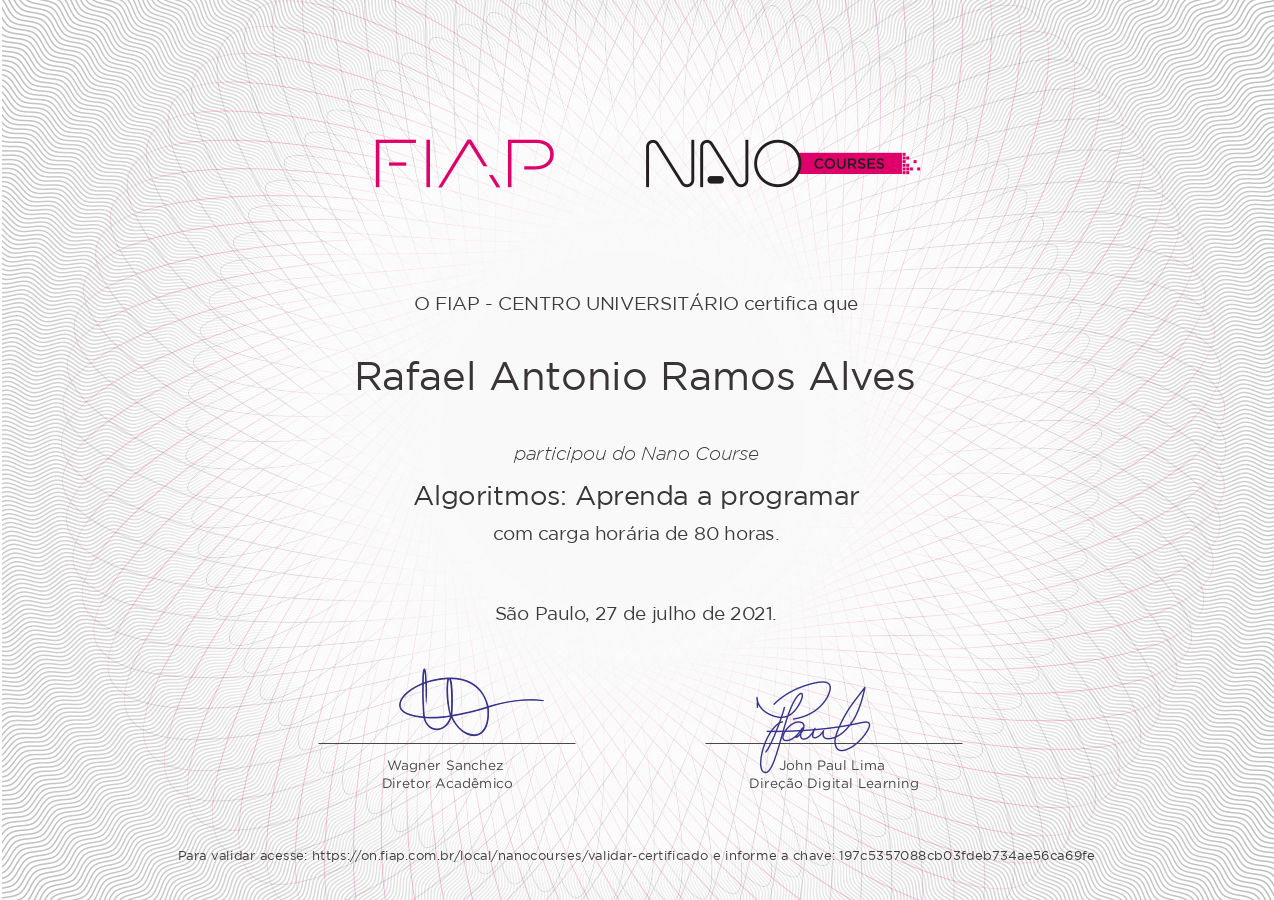 FIAP
NANO COURSES
O FIAP - CENTRO UNIVERSITÁRIO certifica que
Rafael Antonio Ramos Alves
participou do Nano Course
Algoritmos: Aprenda a programar
com carga horária de 80 horas.
São Paulo, 27 de julho de 2021.
Wagner Sanchez
Diretor Acadêmico
John Paul Lima
Direção Digital Learning
Para validar acesse: https://on.fiap.com.br/local/nanocourses/validar-certificado e informe a chave: 197c5357088cb03fdeb734ae56ca69fe